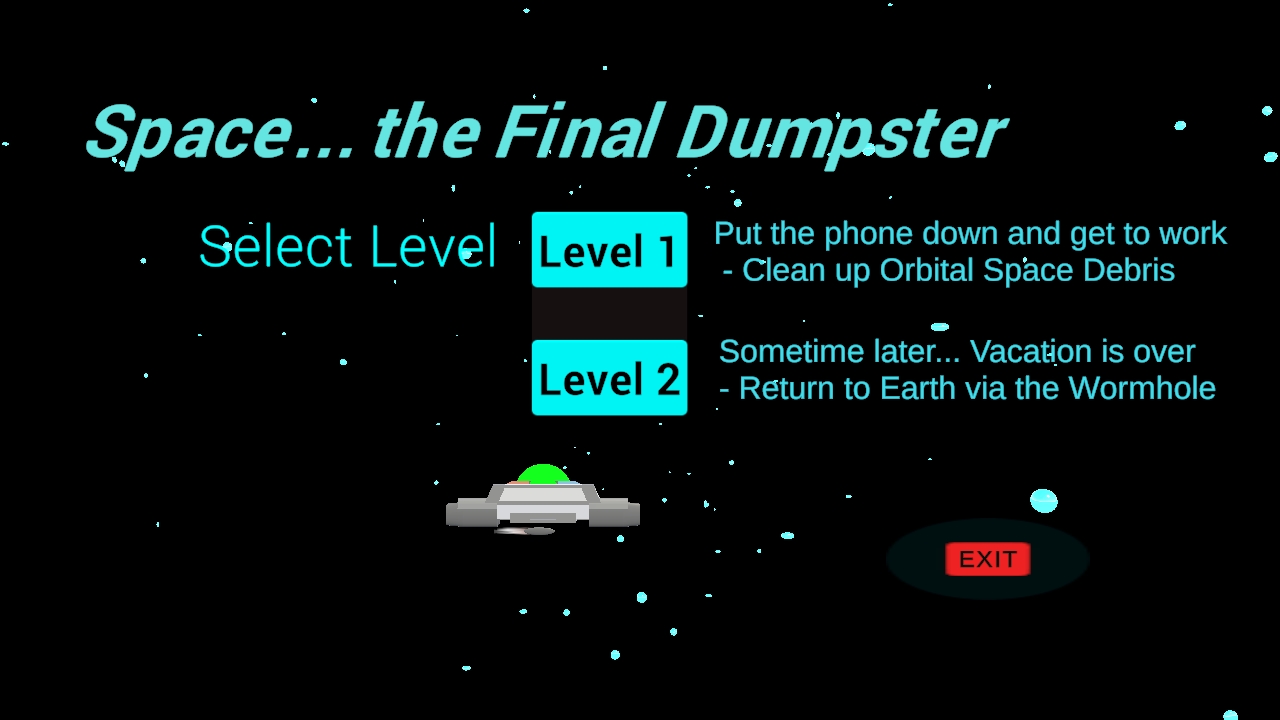 Space... the Final Dumpster
Select Level
Level 1
Put the phone down and get to work
- Clean up Orbital Space Debris
Level 2
Sometime later... Vacation is over
- Return to Earth via the Wormhole
EXIT